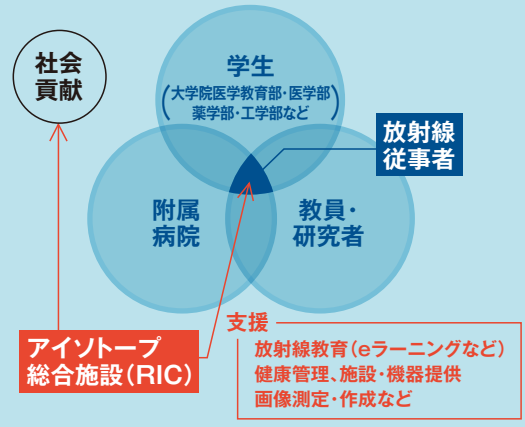 社会
貢献
学生
(大学院医学教育部・医学部
薬学部・工学部など)
放射線
従事者
附属
病院
教員・
研究者
アイソトープ
総合施設(RIC)
支援
放射線教育(eラーニングなど)
健康管理、施設・機器提供
画像測定・作成など